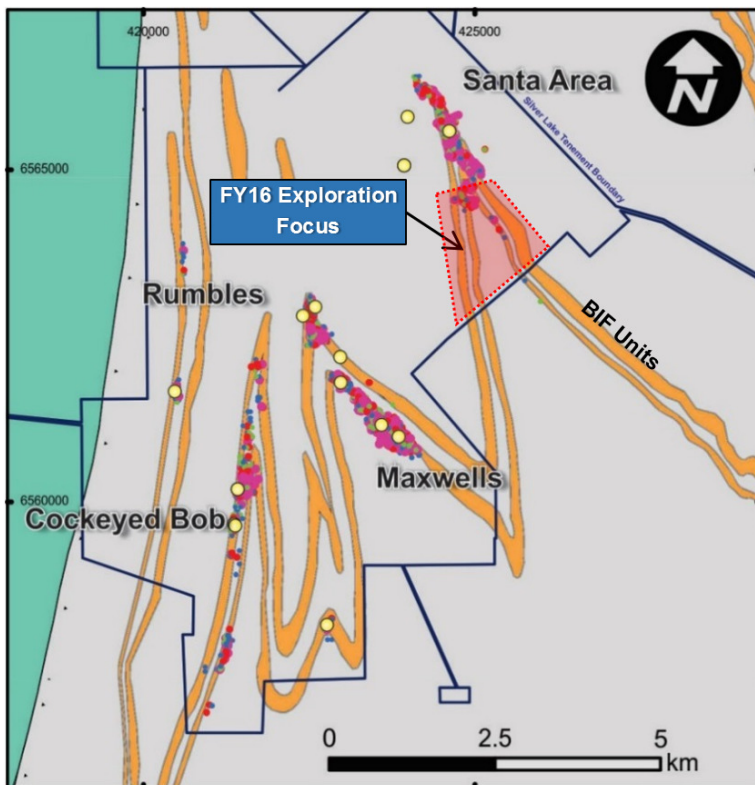 420000
425000
Santa Area
N
Silver Lake Tenement Boundary
6565000
FY16 Exploration
Focus
Rumbles
BIF Units
Maxwells
6560000
Cockeyed Bob
0
2.5
5
km